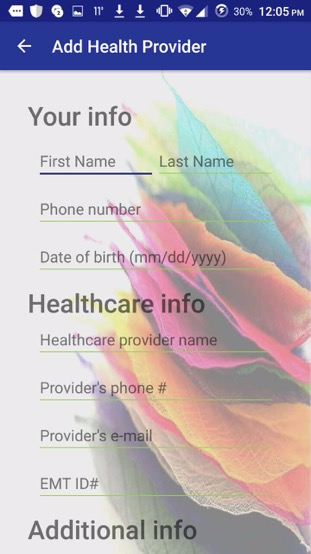 11° 30% 12:05 PM
Add Health Provider
Your info
First Name Last Name
Phone number
Date of birth (mm/dd/yyyy)
Healthcare info
Healthcare provider name
Provider's phone #
Provider's e-mail
EMT ID#
Additional info